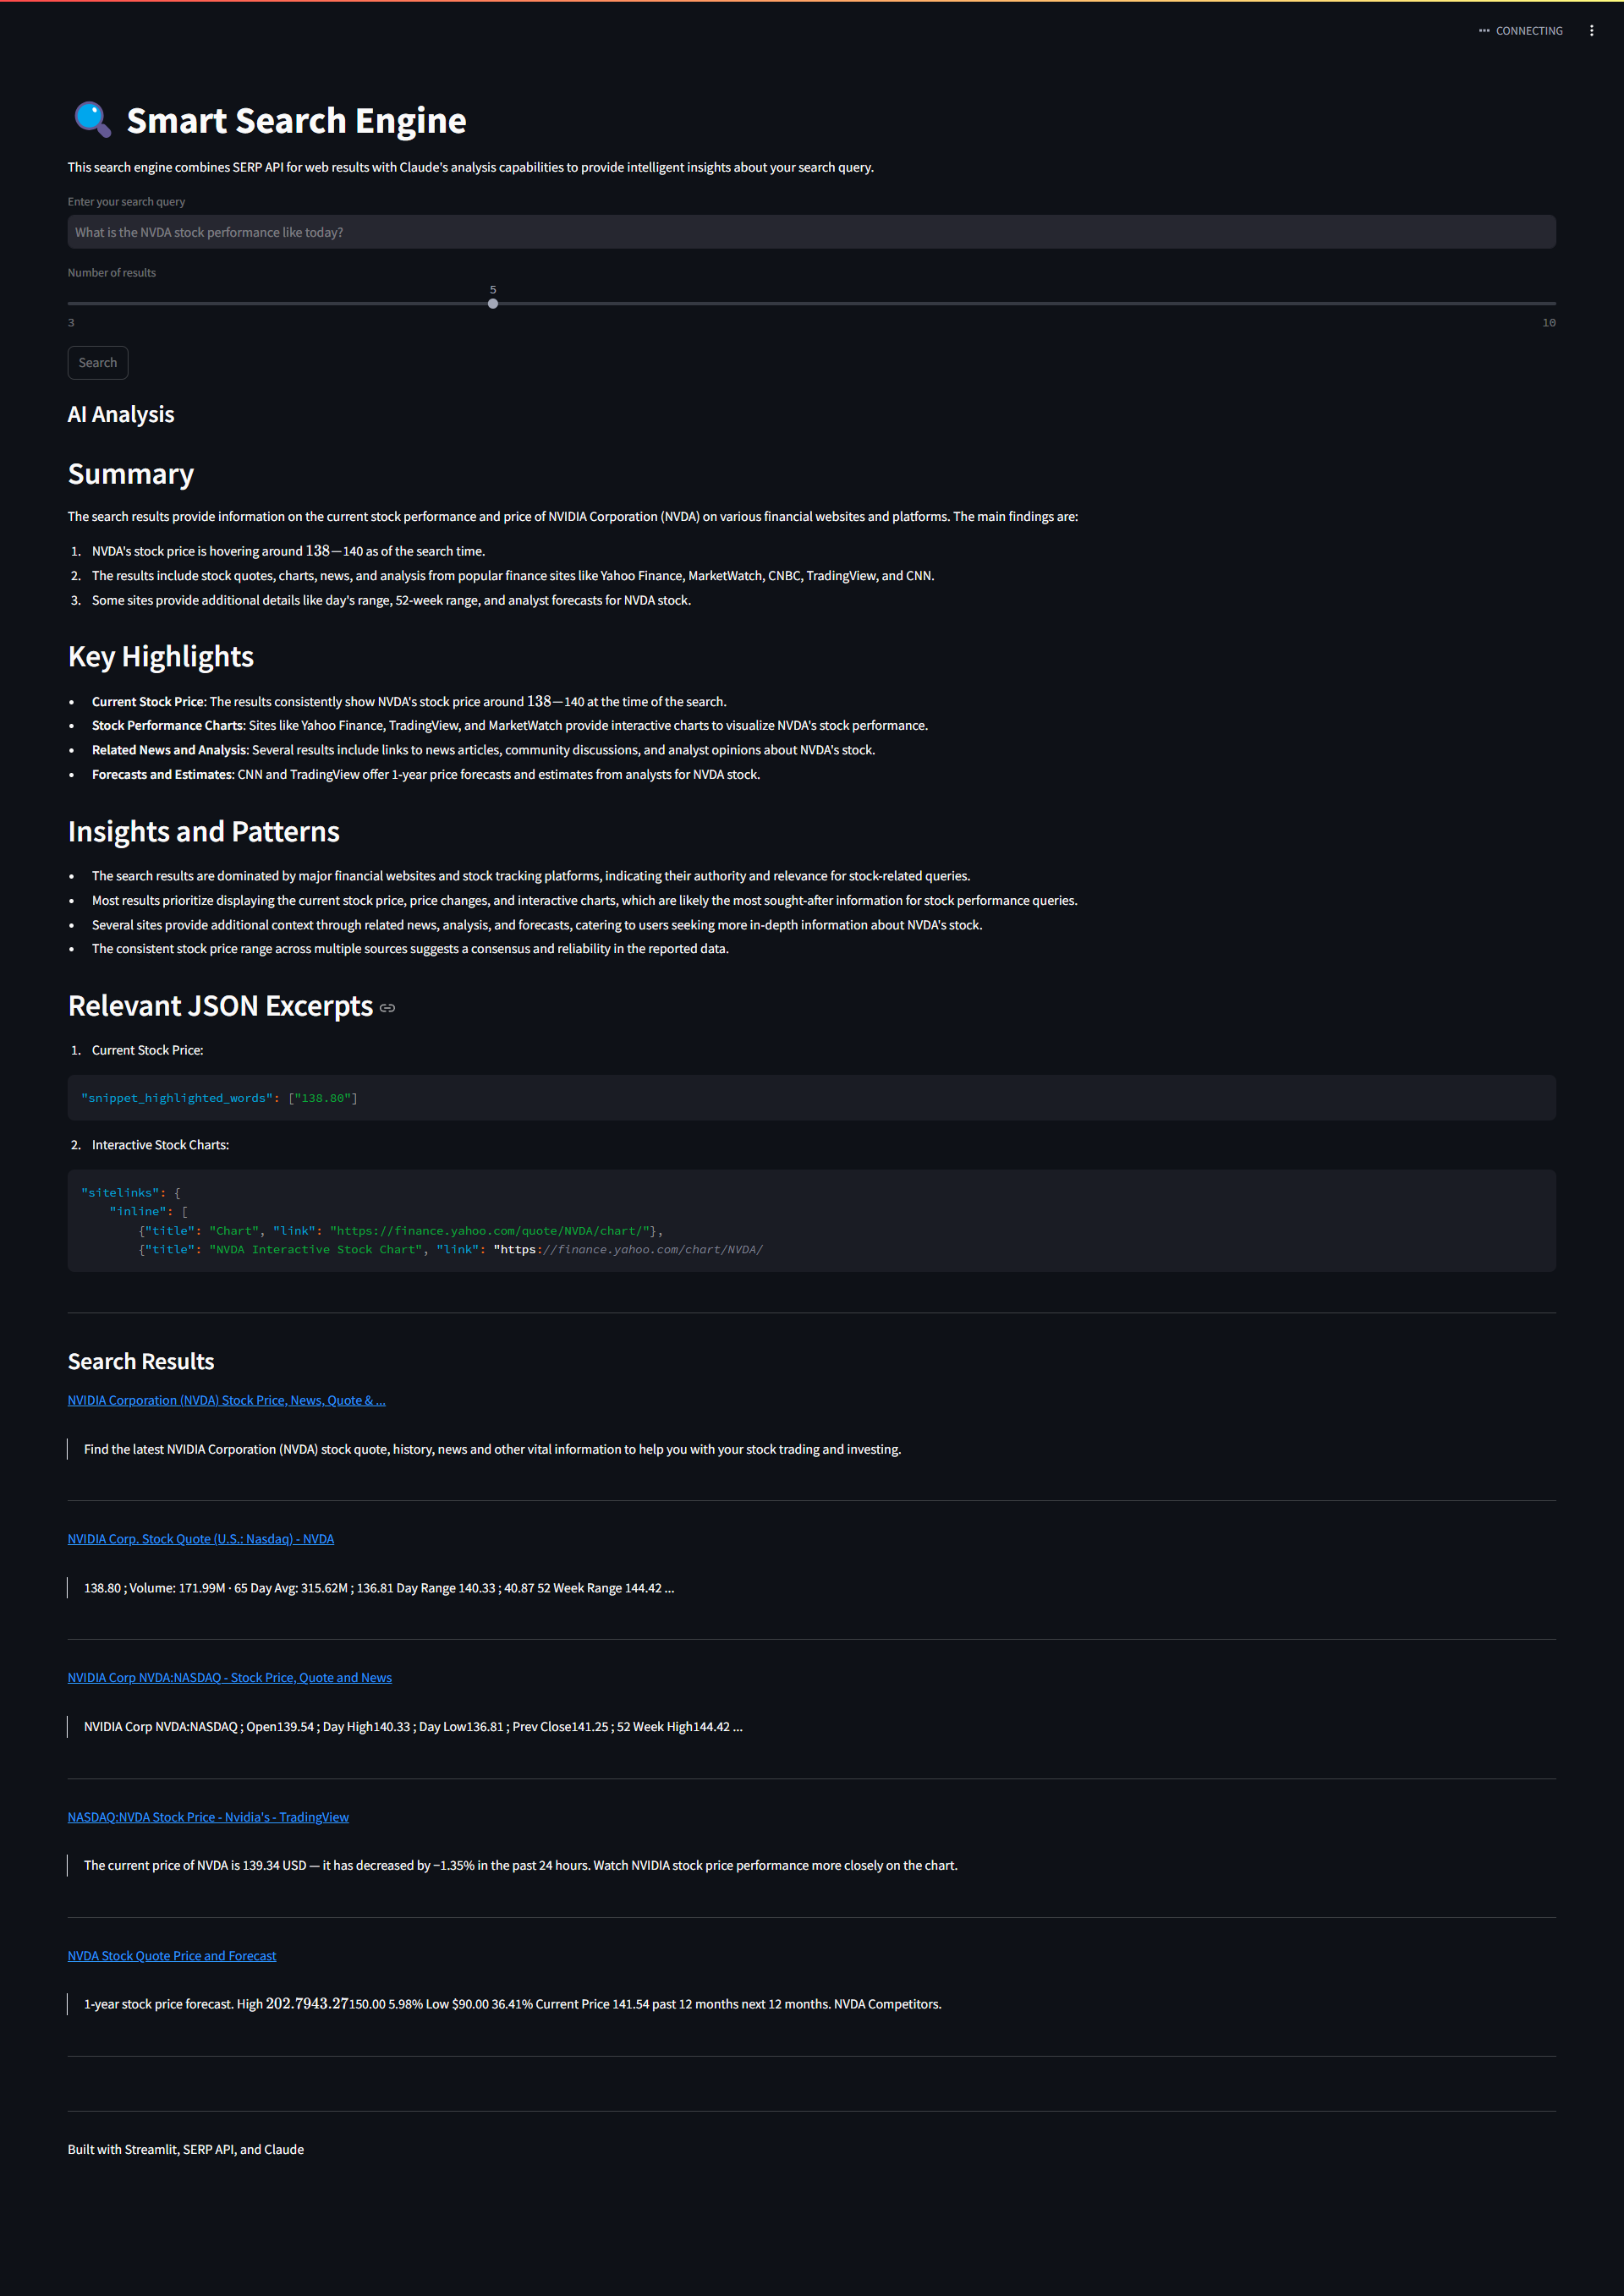 CONNECTING
Smart Search Engine
This search engine combines SERP API for web results with Claude's analysis capabilities to provide intelligent insights about your search query.
Enter your search query
What is the NVDA stock performance like today?
Number of results
5
3 10
Search
AI Analysis
Summary
The search results provide information on the current stock performance and price of NVIDIA Corporation (NVDA) on various financial websites and platforms. The main findings are:
1. NVDA's stock price is hovering around 138−140 as of the search time.
2. The results include stock quotes, charts, news, and analysis from popular finance sites like Yahoo Finance, MarketWatch, CNBC, TradingView, and CNN.
3. Some sites provide additional details like day's range, 52-week range, and analyst forecasts for NVDA stock.
Key Highlights
• Current Stock Price: The results consistently show NVDA's stock price around 138−140 at the time of the search.
• Stock Performance Charts: Sites like Yahoo Finance, TradingView, and MarketWatch provide interactive charts to visualize NVDA's stock performance.
• Related News and Analysis: Several results include links to news articles, community discussions, and analyst opinions about NVDA's stock.
• Forecasts and Estimates: CNN and TradingView offer 1-year price forecasts and estimates from analysts for NVDA stock.
Insights and Patterns
• The search results are dominated by major financial websites and stock tracking platforms, indicating their authority and relevance for stock-related queries.
• Most results prioritize displaying the current stock price, price changes, and interactive charts, which are likely the most sought-after information for stock performance queries.
• Several sites provide additional context through related news, analysis, and forecasts, catering to users seeking more in-depth information about NVDA's stock.
• The consistent stock price range across multiple sources suggests a consensus and reliability in the reported data.
Relevant JSON Excerpts
1. Current Stock Price:
"snippet_highlighted_words": ["138.80"]
2. Interactive Stock Charts:
"sitelinks": {
"inline": [
{"title": "Chart", "link": "https://finance.yahoo.com/quote/NVDA/chart/"},
{"title": "NVDA Interactive Stock Chart", "link": "https://finance.yahoo.com/chart/NVDA/
Search Results
NVIDIA Corporation (NVDA) Stock Price, News, Quote & ...
Find the latest NVIDIA Corporation (NVDA) stock quote, history, news and other vital information to help you with your stock trading and investing.
NVIDIA Corp. Stock Quote (U.S.: Nasdaq) - NVDA
138.80 ; Volume: 171.99M · 65 Day Avg: 315.62M ; 136.81 Day Range 140.33 ; 40.87 52 Week Range 144.42 ...
NVIDIA Corp NVDA:NASDAQ - Stock Price, Quote and News
NVIDIA Corp NVDA:NASDAQ ; Open139.54 ; Day High140.33 ; Day Low136.81 ; Prev Close141.25 ; 52 Week High144.42 ...
NASDAQ:NVDA Stock Price - Nvidia's - TradingView
The current price of NVDA is 139.34 USD — it has decreased by −1.35% in the past 24 hours. Watch NVIDIA stock price performance more closely on the chart.
NVDA Stock Quote Price and Forecast
1-year stock price forecast. High 202.7943.27150.00 5.98% Low $90.00 36.41% Current Price 141.54 past 12 months next 12 months. NVDA Competitors.
Built with Streamlit, SERP API, and Claude